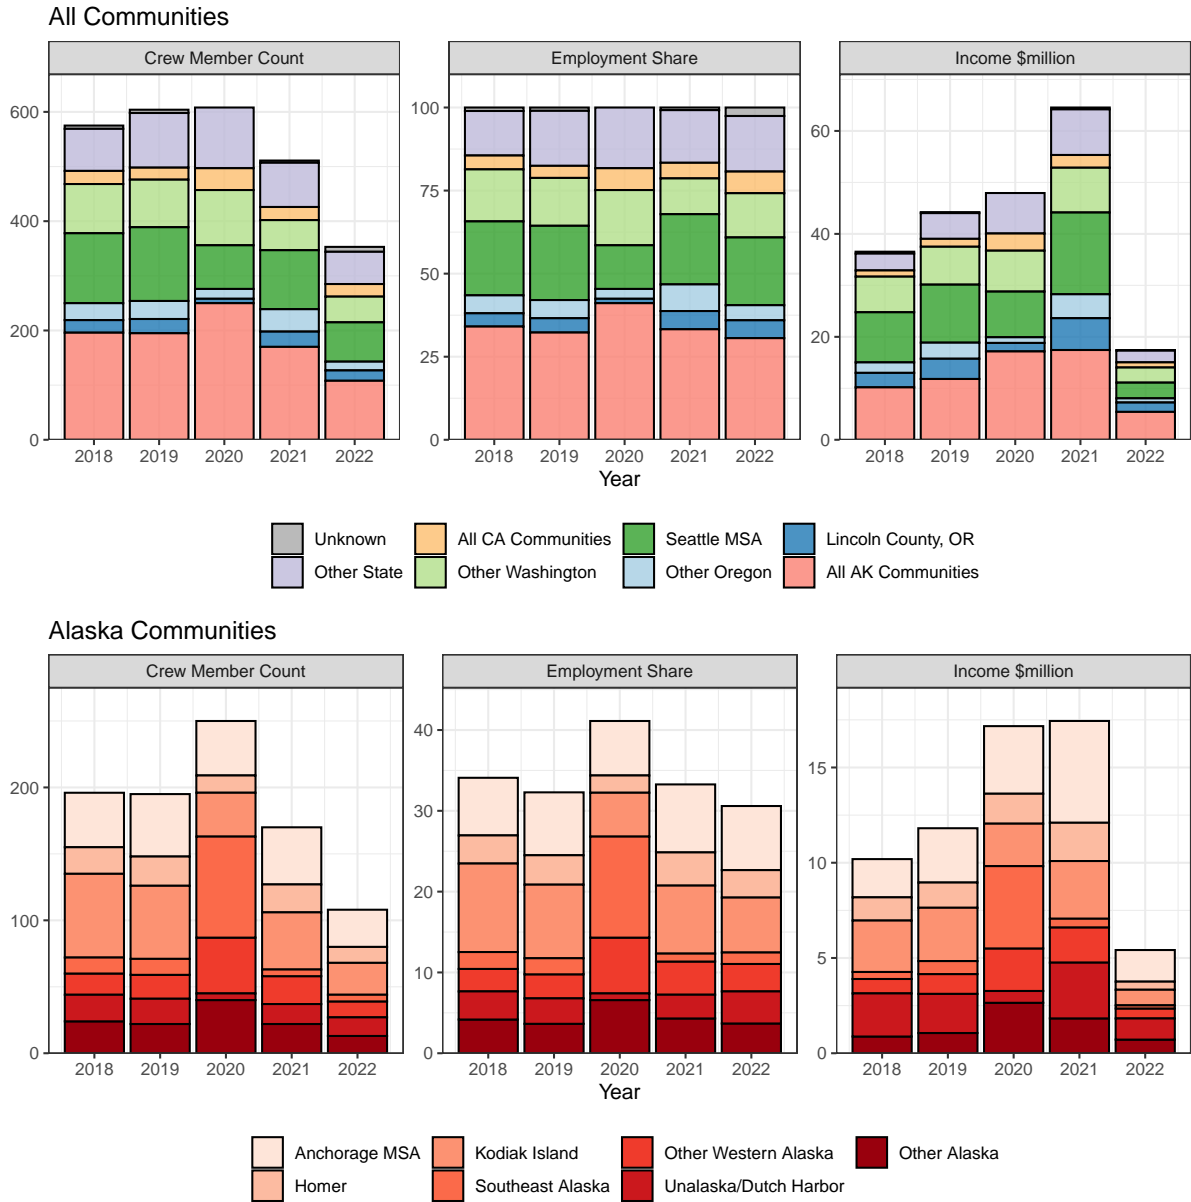 All Communities
Crew Member Count
Employment Share
Income $million
600
400
200
0
100
75
50
25
0
60
40
20
0
2018 2019 2020 2021 2022
2018 2019 2020 2021 2022
2018 2019 2020 2021 2022
Year
Unknown All CA Communities Seattle MSA Lincoln County, OR
Other State Other Washington Other Oregon All AK Communities
Alaska Communities
Crew Member Count
Employment Share
Income $million
200
100
0
40
30
20
10
0
15
10
5
0
2018 2019 2020 2021 2022
2018 2019 2020 2021 2022
2018 2019 2020 2021 2022
Year
Anchorage MSA Kodiak Island Other Western Alaska Other Alaska
Homer Southeast Alaska Unalaska/Dutch Harbor